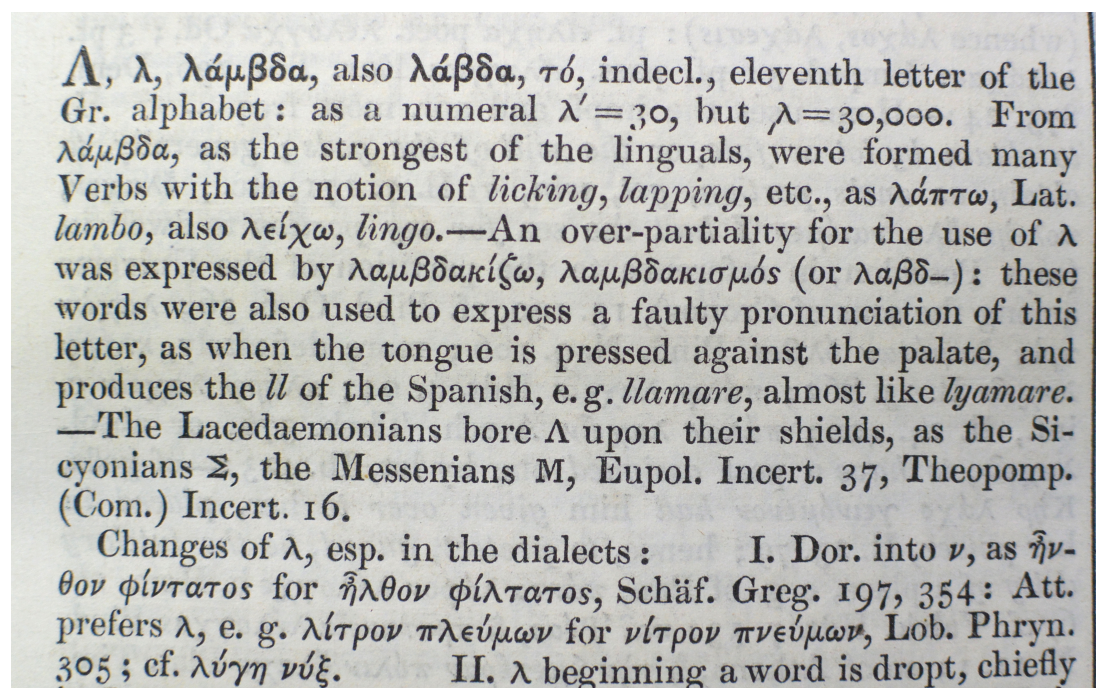 Λ, λ, λάμβδα, also λάβδα, τό, indecl., eleventh letter of the
Gr. alphabet: as a numeral λʹ=30, but ͵λ=30,000. From
λάμβδα, as the strongest of the linguals, were formed many
Verbs with the notion of licking, lapping, etc., as λάπτω, Lat.
lambo, also λείχω, lingo.—An over-partiality for the use of λ
was expressed by λαμβδακίζω, λαμβδακισμός (or λαβδ–): these
words were also used to express a faulty pronunciation of this
letter, as when the tongue is pressed against the palate, and
produces the ll of the Spanish, e. g. llamare, almost like lyamare.
—The Lacedaemonians bore Λ upon their shields, as the Si-
cyonians Σ, the Messenians M, Eupol. Incert. 37, Theopomp.
(Com.) Incert. 16.
Changes of λ, esp. in the dialects: I. Dor. into ν, as ἦν-
θον φίντατος for ἦλθον φίλτατος, Schäf. Greg. 197, 354: Att.
prefers λ, e. g. λίτρον πλεύμων for νίτρον πνεύμων, Lob. Phryn.
305; cf. λύγη νύξ. II. λ beginning a word is dropt, chiefly